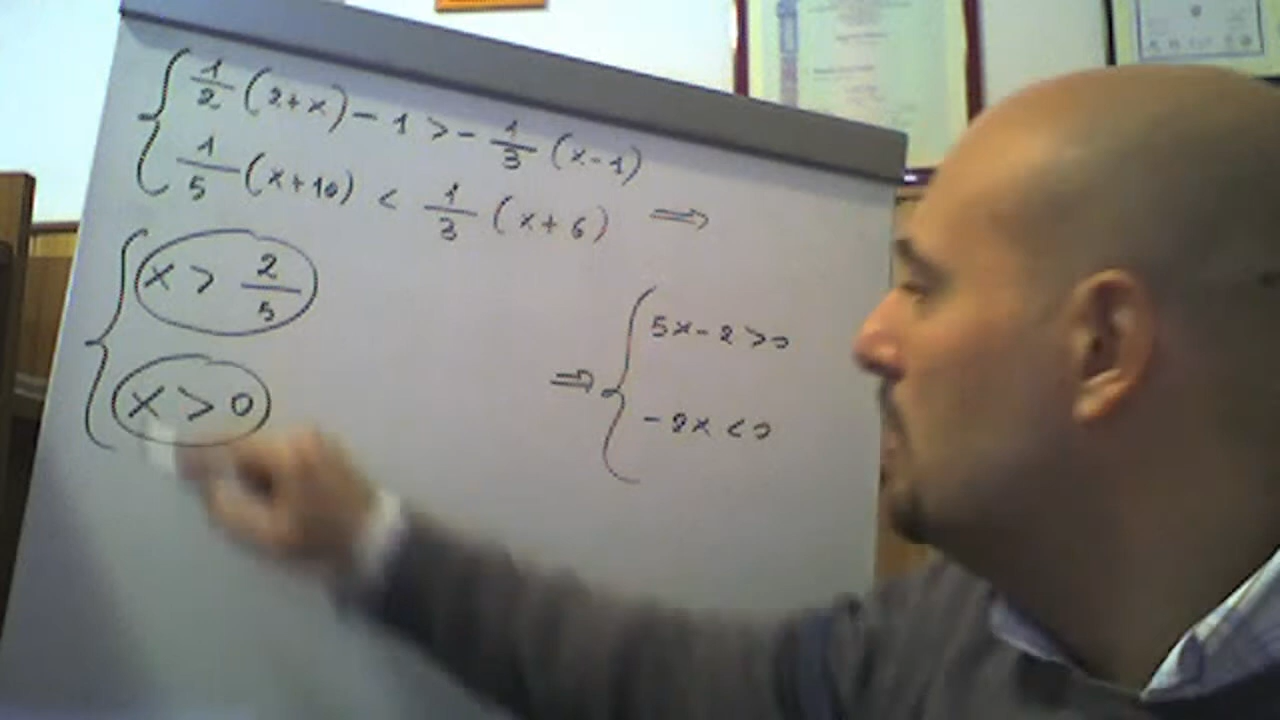 { 1/2 (2+x) - 1 > - 1/3 (x-1)
1/5 (x+10) < 1/3 (x+6) ⇒
{ x > 2/5
x > 0
⇒ { 5x - 2 > 0
- 2x < 0